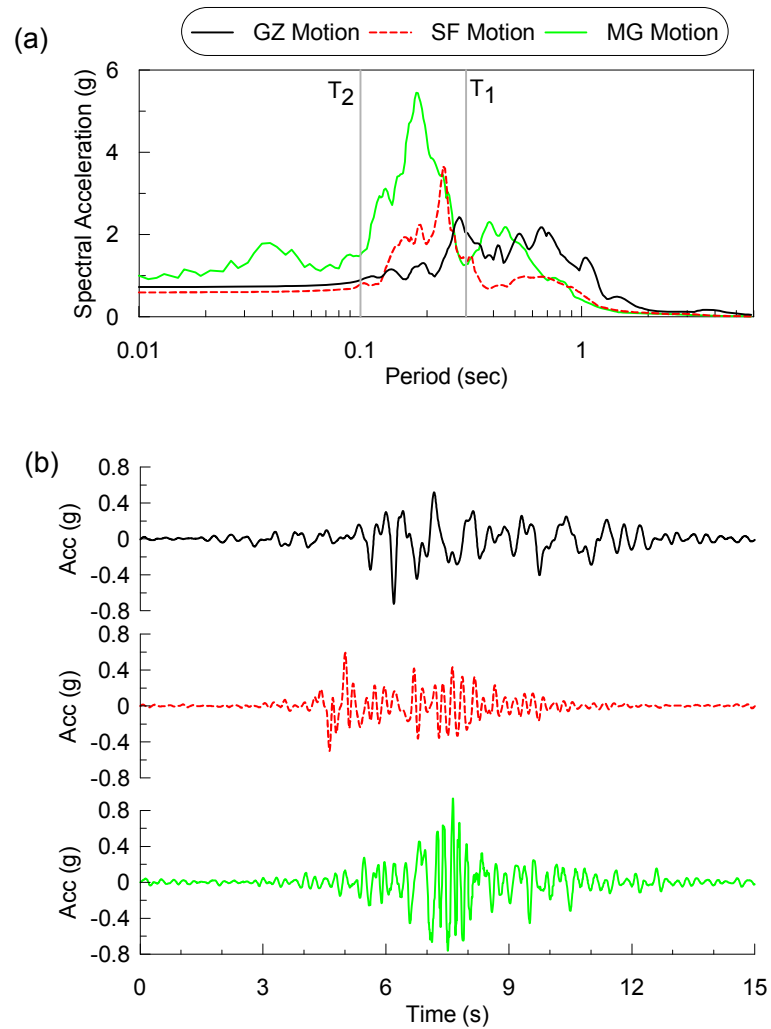 (a)
GZ Motion SF Motion MG Motion
6
4
2
0
Spectral Acceleration (g)
T2 T1
0.01 0.1 1
Period (sec)
(b)
0.8
0.4
0
-0.4
-0.8
Acc (g)
0.8
0.4
0
-0.4
-0.8
Acc (g)
0.8
0.4
0
-0.4
-0.8
Acc (g)
0 3 6 9 12 15
Time (s)